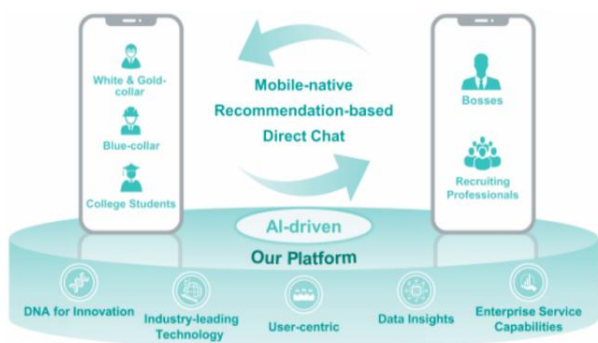 White & Gold-
collar
Blue-collar
College Students
Mobile-native
Recommendation-based
Direct Chat
Bosses
Recruiting
Professionals
AI-driven
Our Platform
DNA for Innovation
Industry-leading
Technology
User-centric
Data Insights
Enterprise Service
Capabilities